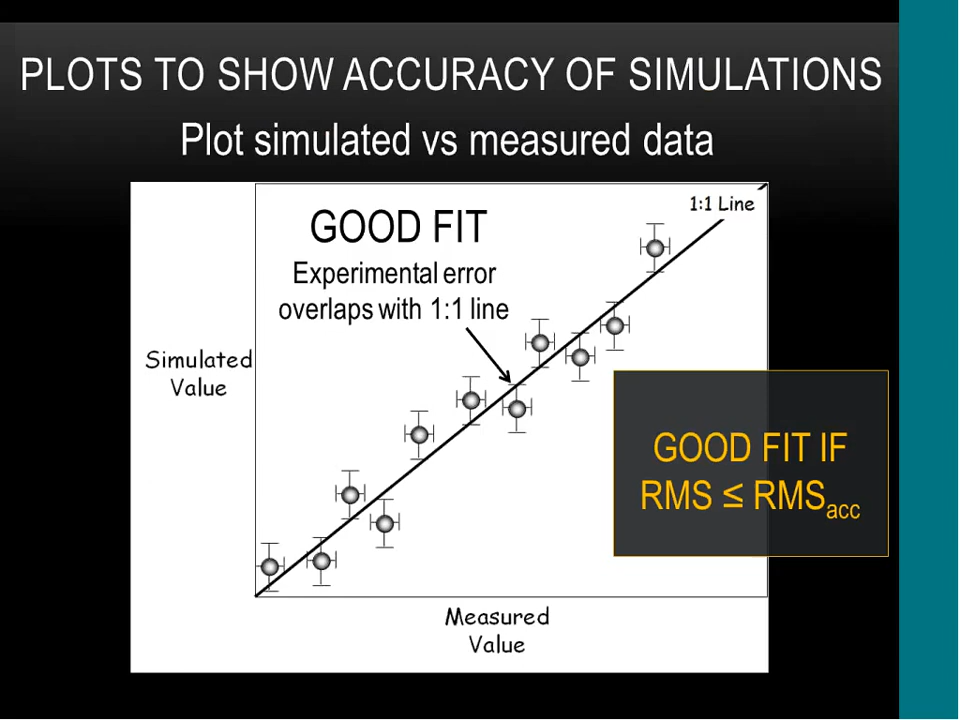 PLOTS TO SHOW ACCURACY OF SIMULATIONS
Plot simulated vs measured data
1:1 Line
GOOD FIT
Experimental error
overlaps with 1:1 line
Simulated
Value
GOOD FIT IF
RMS ≤ RMSacc
Measured
Value